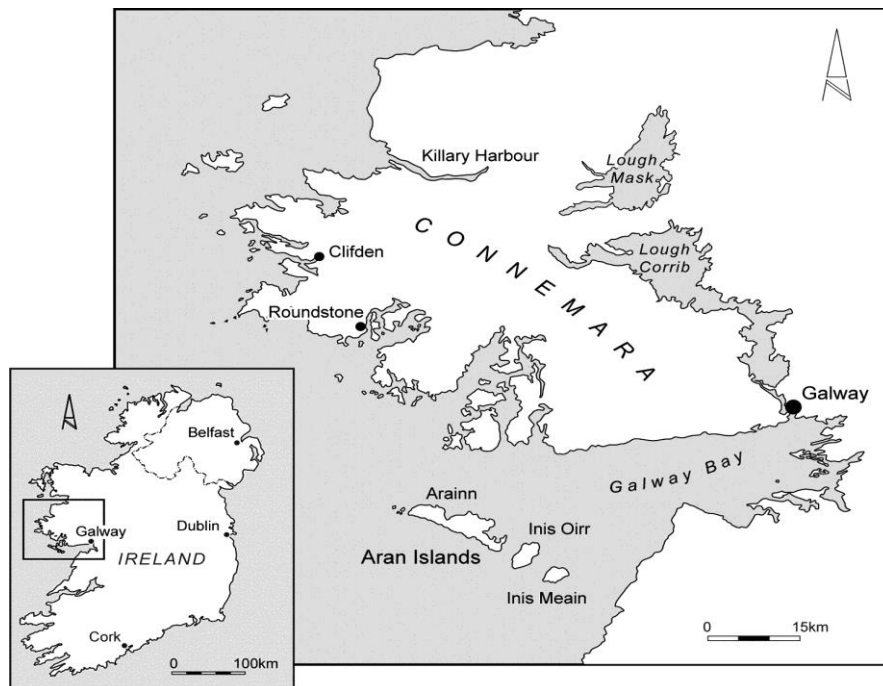 Killary Harbour
Lough
Mask
CONNEMARA
Lough
Corrib
Clifden
Roundstone
Galway
Galway Bay
Arainn
Inis Oirr
Aran Islands
Inis Meain
0 15km
N
Belfast
Galway
Dublin
IRELAND
Cork
0 100km
N